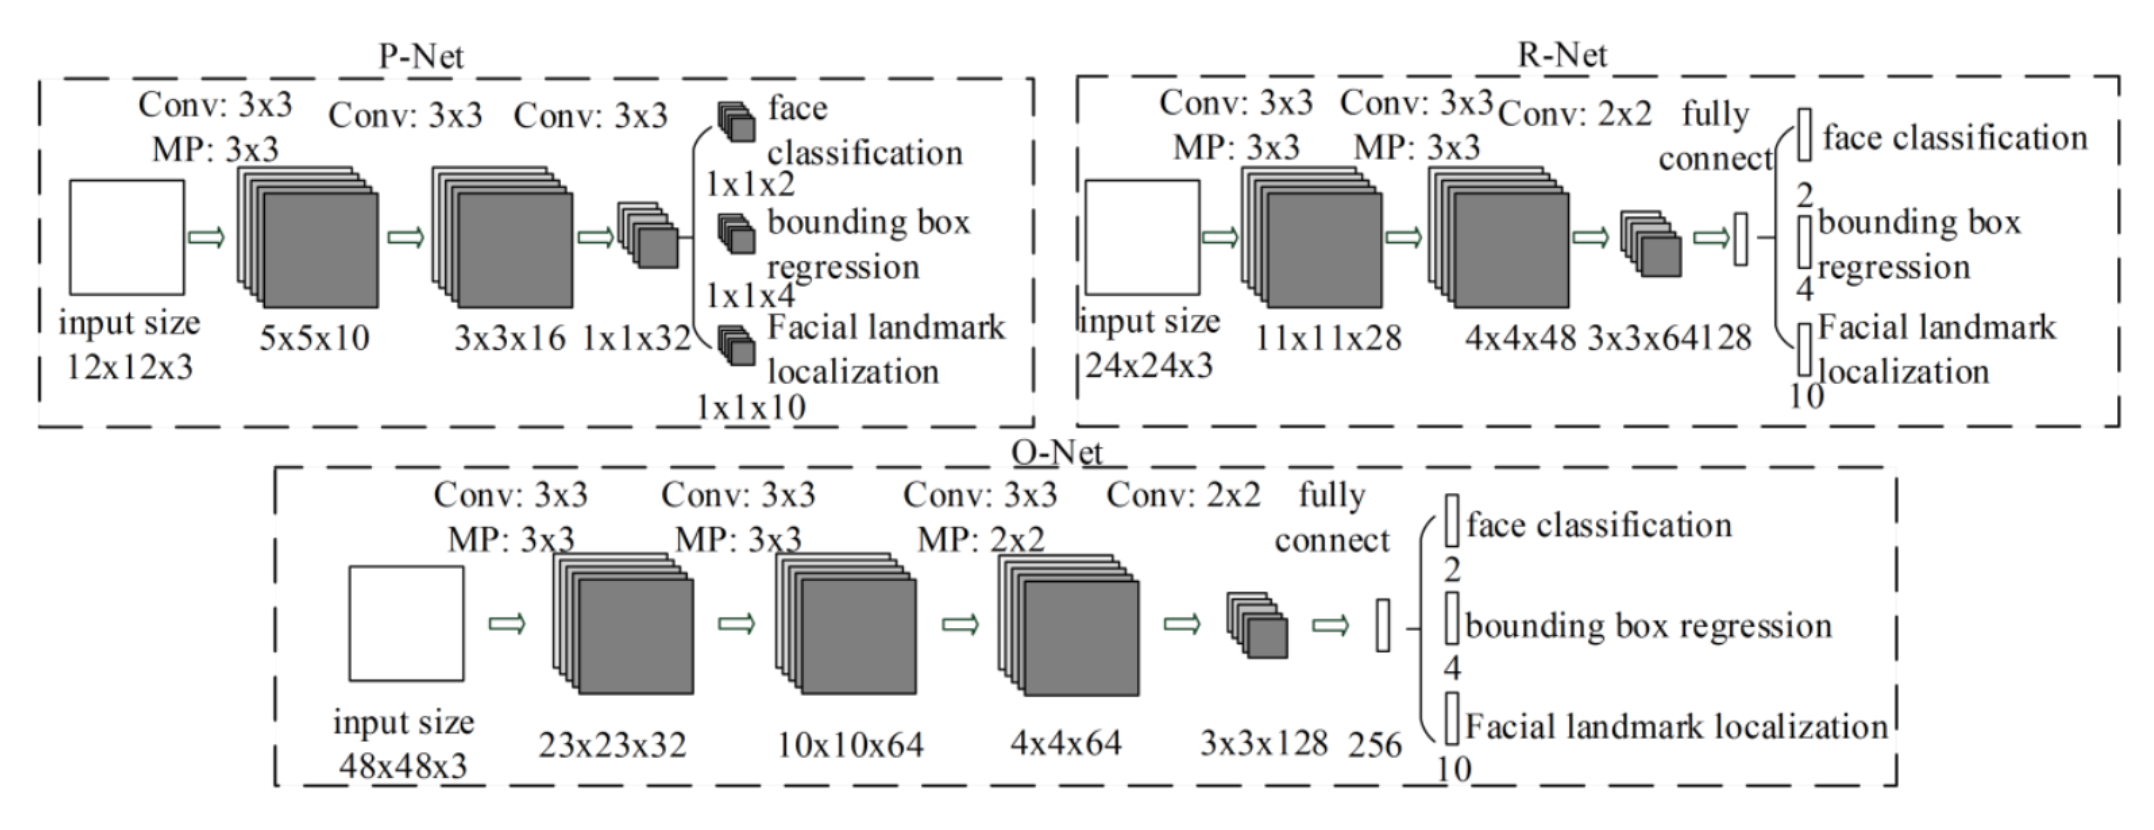 P-Net
Conv: 3x3
MP: 3x3
Conv: 3x3
Conv: 3x3
face
classification
1x1x2
bounding box
regression
1x1x4
Facial landmark
localization
1x1x10
input size
12x12x3
5x5x10
3x3x16
1x1x32
R-Net
Conv: 3x3
MP: 3x3
Conv: 3x3
MP: 3x3
Conv: 2x2
fully
connect
face classification
2
bounding box
regression
4
Facial landmark
localization
10
input size
24x24x3
11x11x28
4x4x48
3x3x64
128
O-Net
Conv: 3x3
MP: 3x3
Conv: 3x3
MP: 3x3
Conv: 3x3
MP: 2x2
Conv: 2x2
fully
connect
face classification
2
bounding box regression
4
Facial landmark localization
10
input size
48x48x3
23x23x32
10x10x64
4x4x64
3x3x128
256